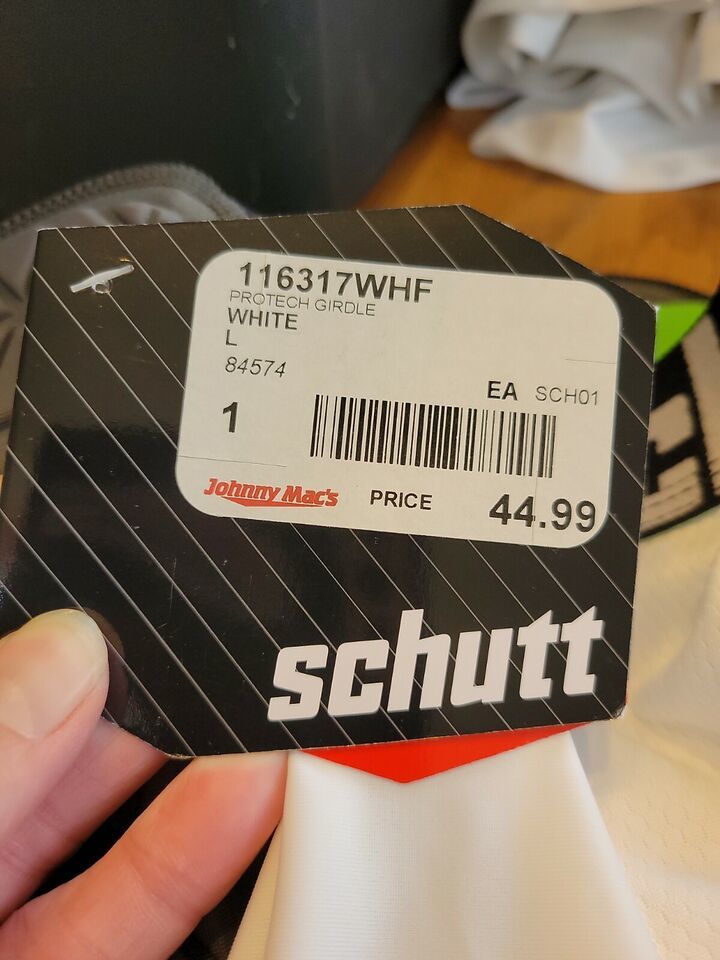 116317WHF
PROTECH GIRDLE
WHITE
L
84574
EA SCH01
1
Johnny Mac's PRICE 44.99
schutt